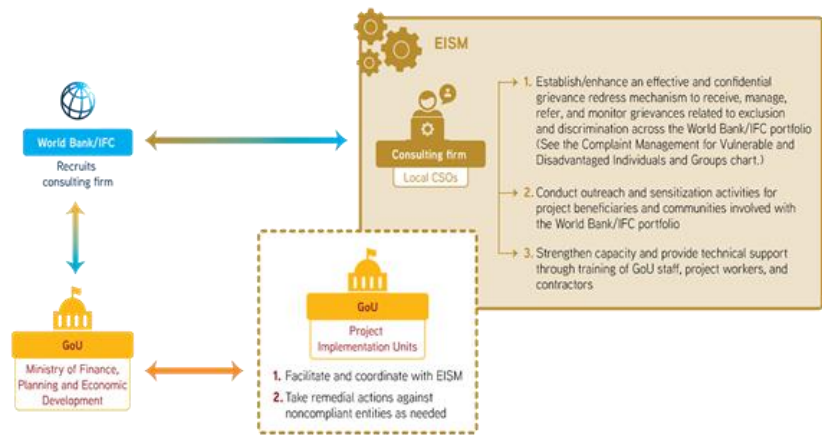 EISM
World Bank/IFC
Recruits
consulting firm
Consulting firm
Local CSOs
1. Establish/enhance an effective and confidential
grievance redress mechanism to receive, manage,
refer, and monitor grievances related to exclusion
and discrimination across the World Bank/IFC portfolio
(See the Complaint Management for Vulnerable and
Disadvantaged Individuals and Groups chart.)
2. Conduct outreach and sensitization activities for
project beneficiaries and communities involved with
the World Bank/IFC portfolio
3. Strengthen capacity and provide technical support
through training of GoU staff, project workers, and
contractors
GoU
Ministry of Finance,
Planning and Economic
Development
GoU
Project
Implementation Units
1. Facilitate and coordinate with EISM
2. Take remedial actions against
noncompliant entities as needed